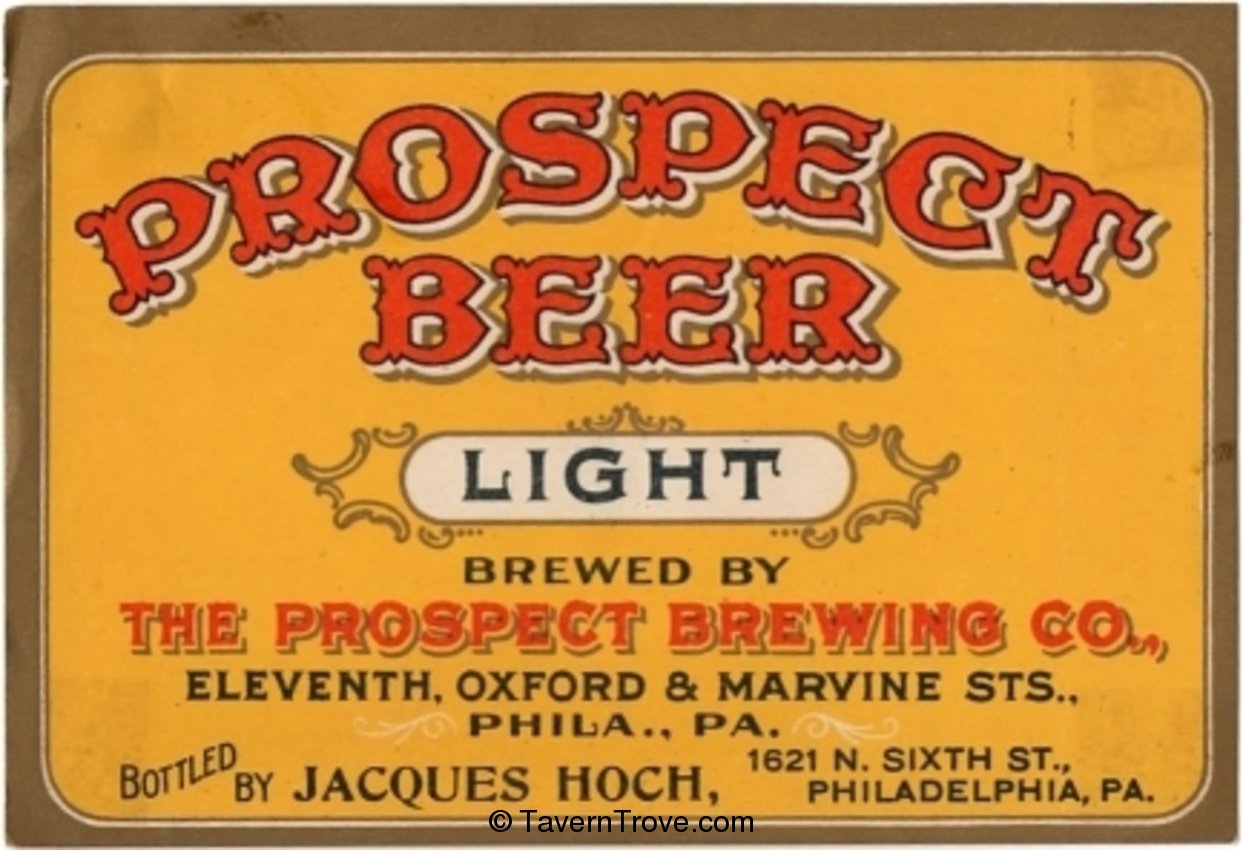 PROSPECT
BEER
LIGHT
BREWED BY
THE PROSPECT BREWING CO.,
ELEVENTH, OXFORD & MARVINE STS.,
PHILA., PA.
BOTTLED BY JACQUES HOCH,
1621 N. SIXTH ST.,
PHILADELPHIA, PA.
© TavernTrove.com